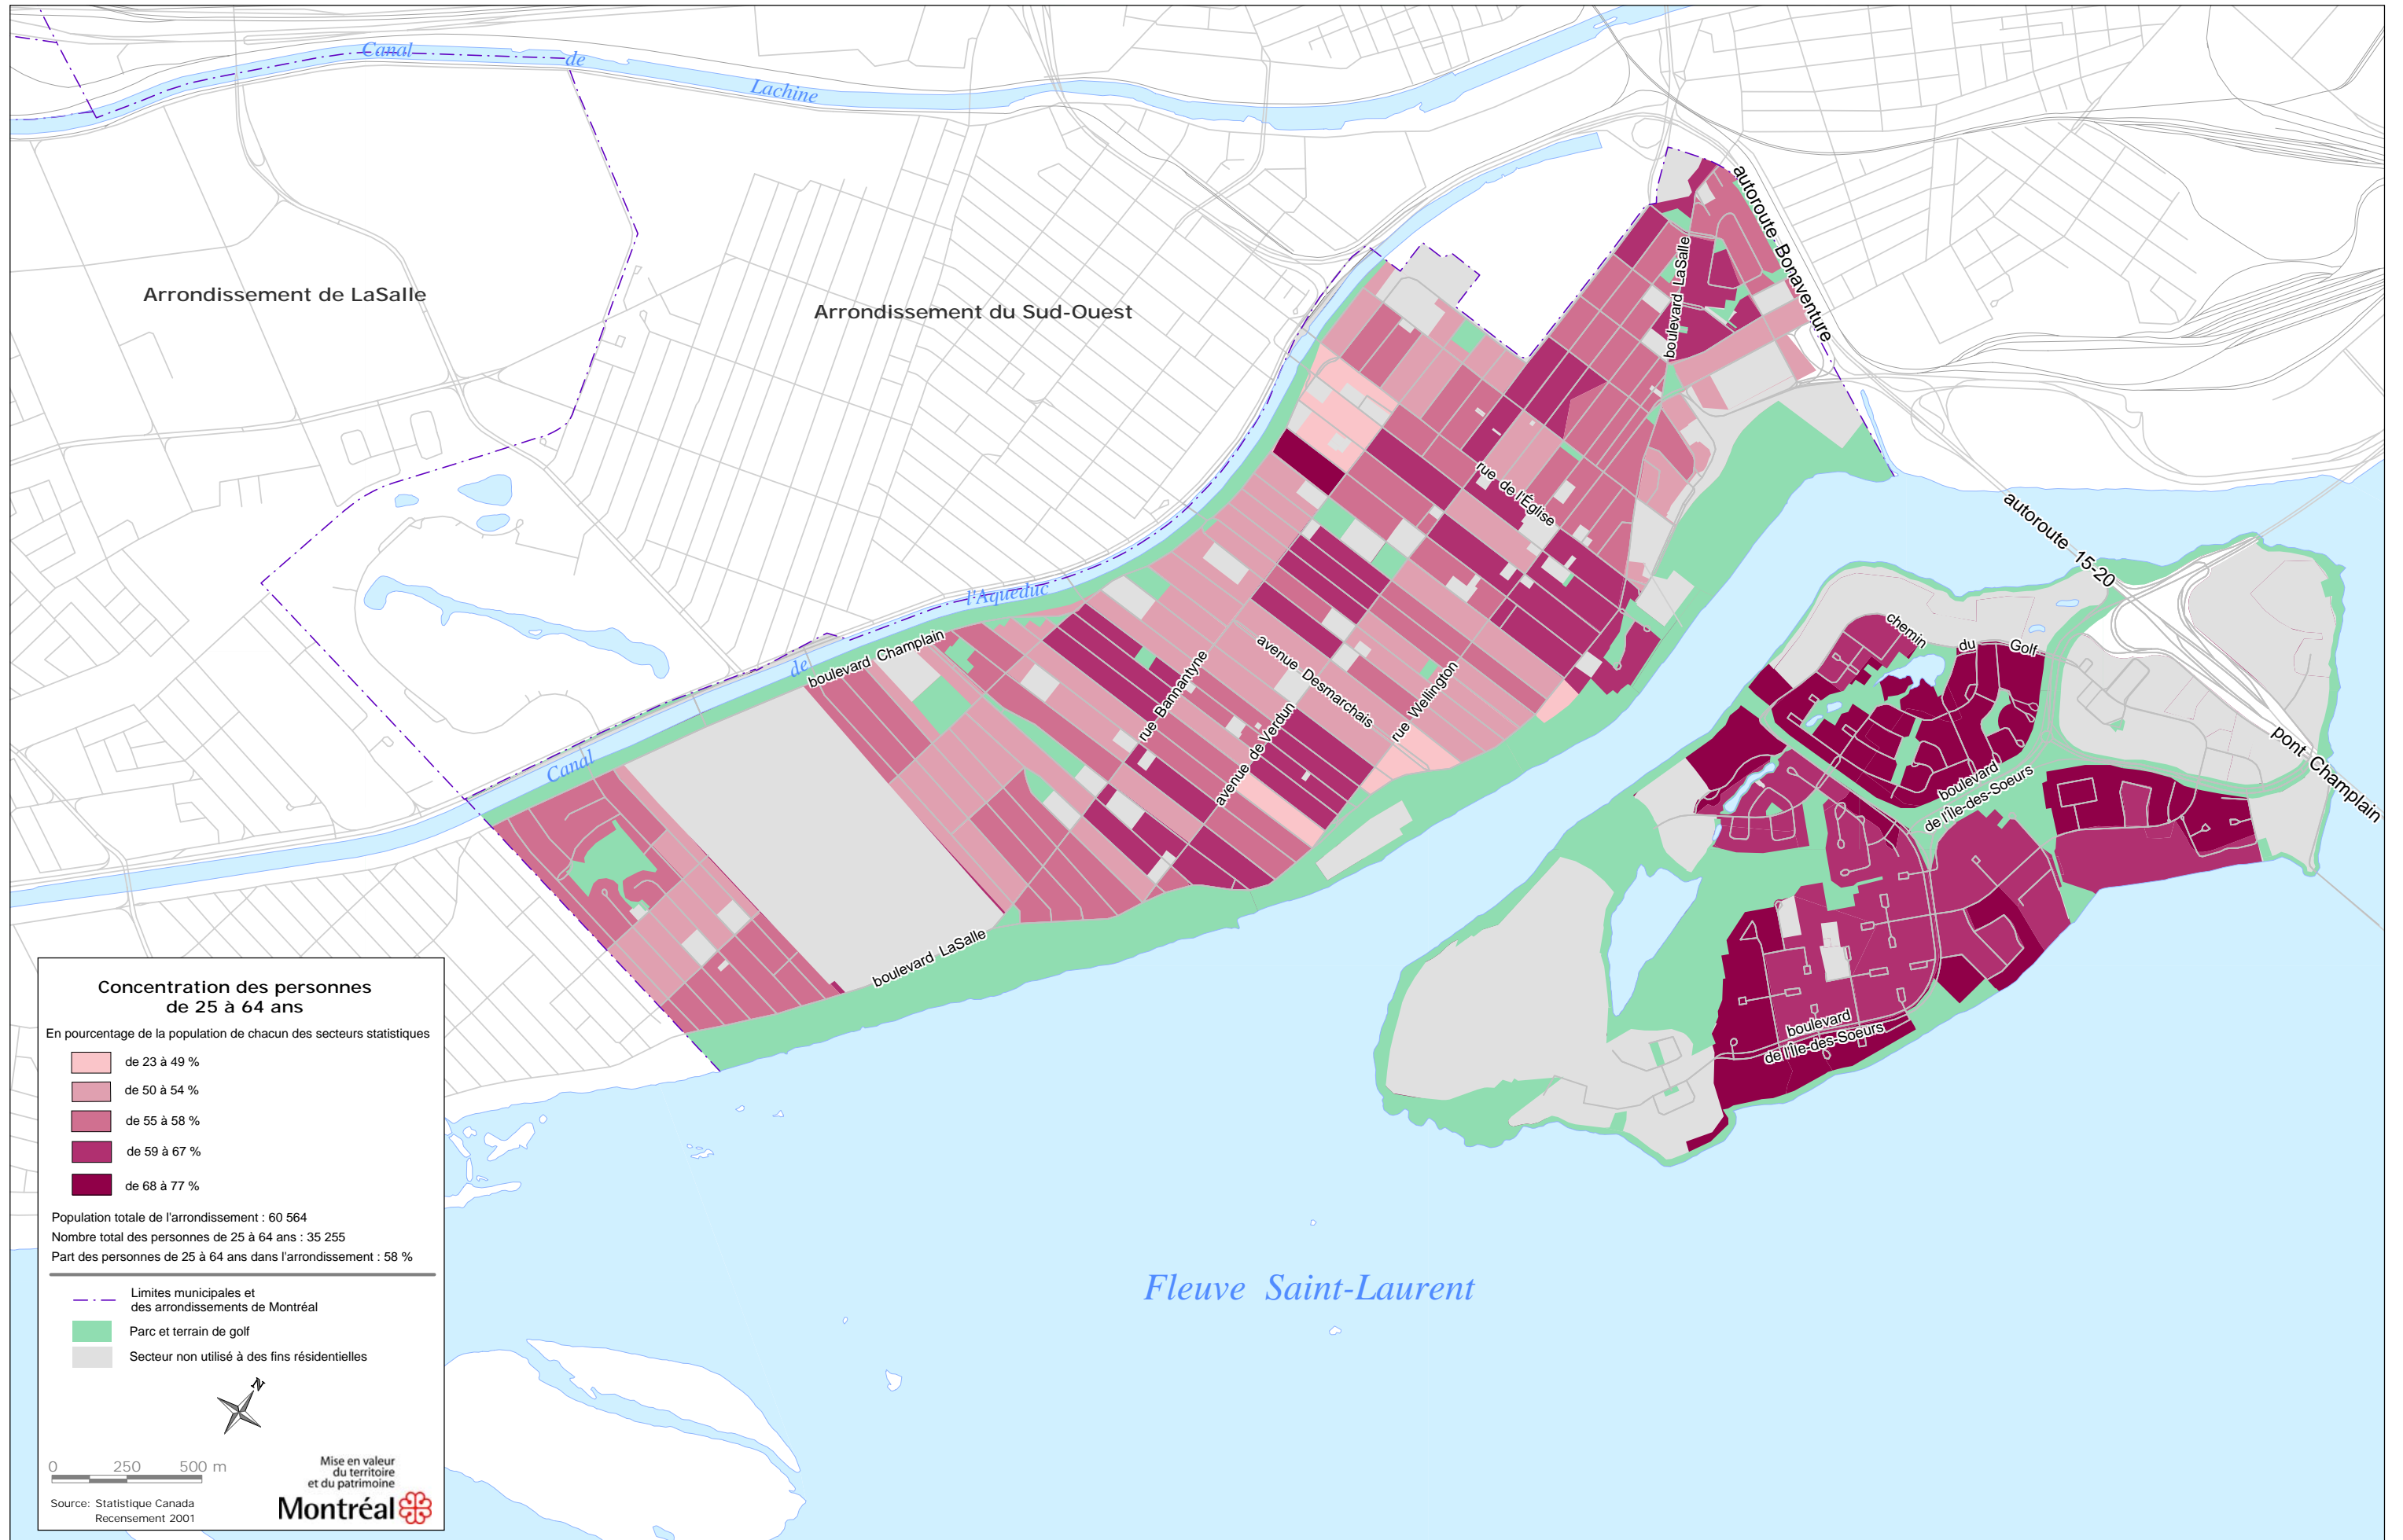 Canal de Lachine
Arrondissement de LaSalle
Arrondissement du Sud-Ouest
autoroute Bonaventure
boulevard LaSalle
rue de l'Église
autoroute 15-20
Canal de l'Aqueduc
boulevard Champlain
rue Bannantyne
avenue Desmarchais
avenue de Verdun
rue Wellington
chemin du Golf
boulevard
de l'Île-des-Soeurs
pont Champlain
boulevard LaSalle
boulevard
de l'Île-des-Soeurs
Fleuve Saint-Laurent
Concentration des personnes
de 25 à 64 ans
En pourcentage de la population de chacun des secteurs statistiques
de 23 à 49 %
de 50 à 54 %
de 55 à 58 %
de 59 à 67 %
de 68 à 77 %
Population totale de l'arrondissement : 60 564
Nombre total des personnes de 25 à 64 ans : 35 255
Part des personnes de 25 à 64 ans dans l'arrondissement : 58 %
Limites municipales et
des arrondissements de Montréal
Parc et terrain de golf
Secteur non utilisé à des fins résidentielles
N
0 250 500 m
Mise en valeur
du territoire
et du patrimoine
Montréal
Source: Statistique Canada
Recensement 2001